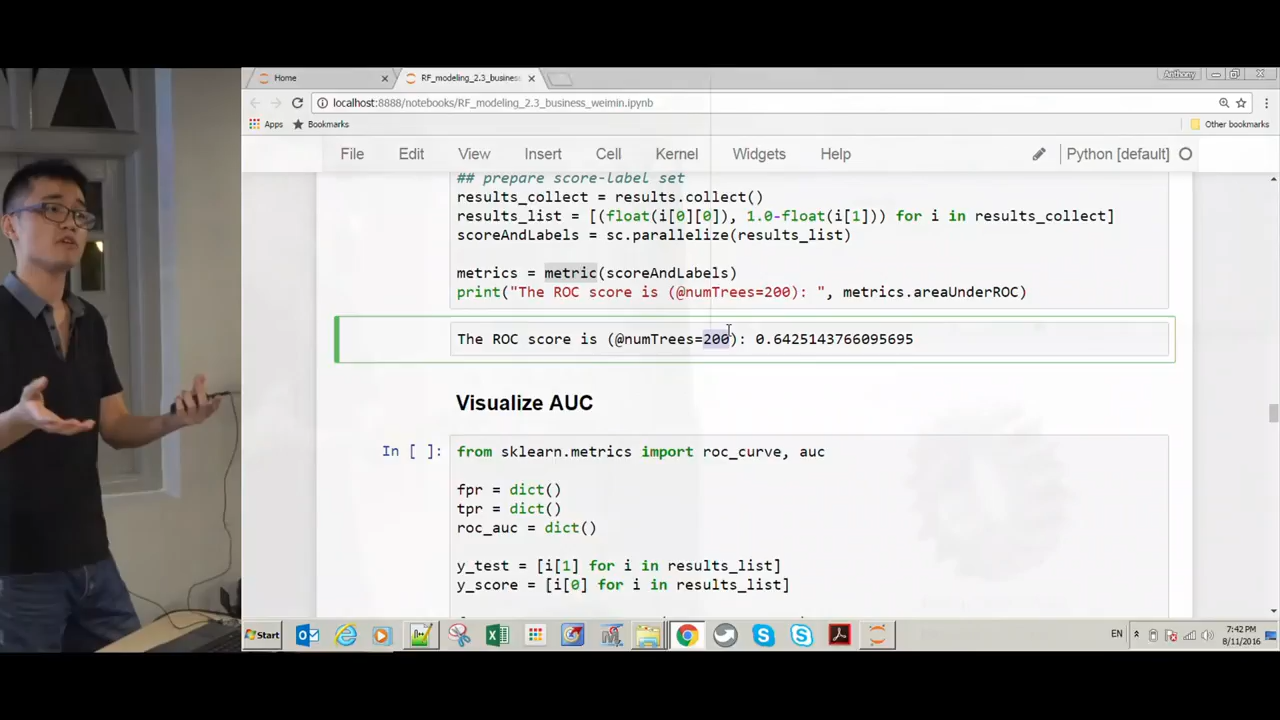 Home
RF_modeling_2.3_business_
Anthony
localhost:8888/notebooks/RF_modeling_2.3_business_weimin.ipynb
Apps
Bookmarks
Other bookmarks
File Edit View Insert Cell Kernel Widgets Help
Python [default]
## prepare score-label set
results_collect = results.collect()
results_list = [(float(i[0][0]), 1.0-float(i[1])) for i in results_collect]
scoreAndLabels = sc.parallelize(results_list)
metrics = metric(scoreAndLabels)
print("The ROC score is (@numTrees=200): ", metrics.areaUnderROC)
The ROC score is (@numTrees=200): 0.6425143766095695
Visualize AUC
In [ ]:
from sklearn.metrics import roc_curve, auc
fpr = dict()
tpr = dict()
roc_auc = dict()
y_test = [i[1] for i in results_list]
y_score = [i[0] for i in results_list]
Start
EN
7:42 PM
8/11/2016